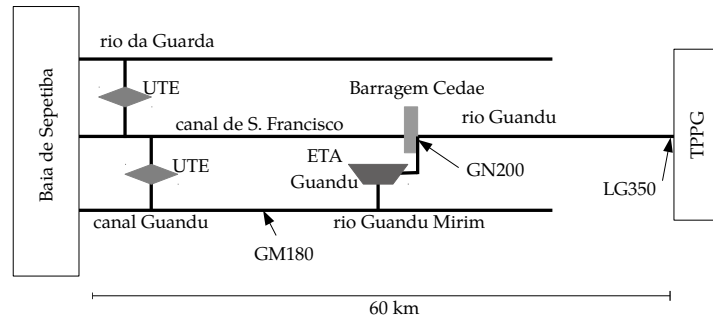 rio da Guarda
UTE
Barragem Cedae
rio Guandu
canal de S. Francisco
Baia de Sepetiba
TPPG
ETA
Guandu
UTE
GN200
LG350
canal Guandu
rio Guandu Mirim
GM180
60 km